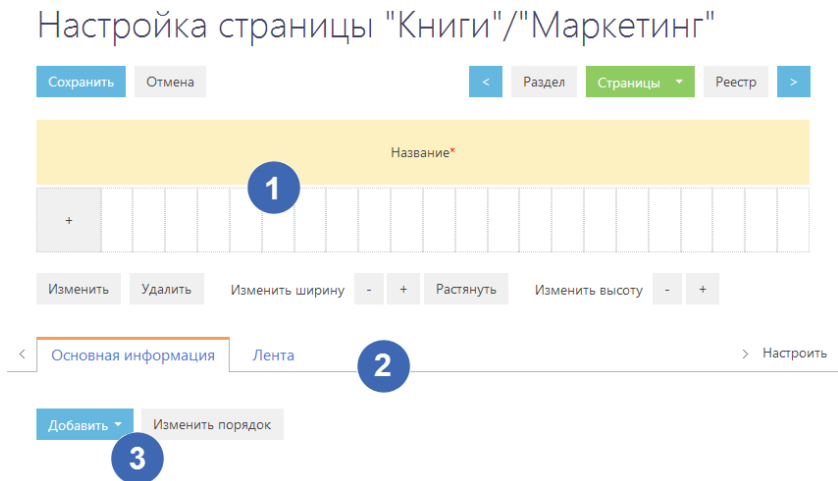 Настройка страницы "Книги"/"Маркетинг"
Сохранить Отмена < Раздел Страницы Реестр >
Название*
1
+
Изменить Удалить Изменить ширину - + Растянуть Изменить высоту - +
< Основная информация Лента 2 > Настроить
Добавить Изменить порядок
3